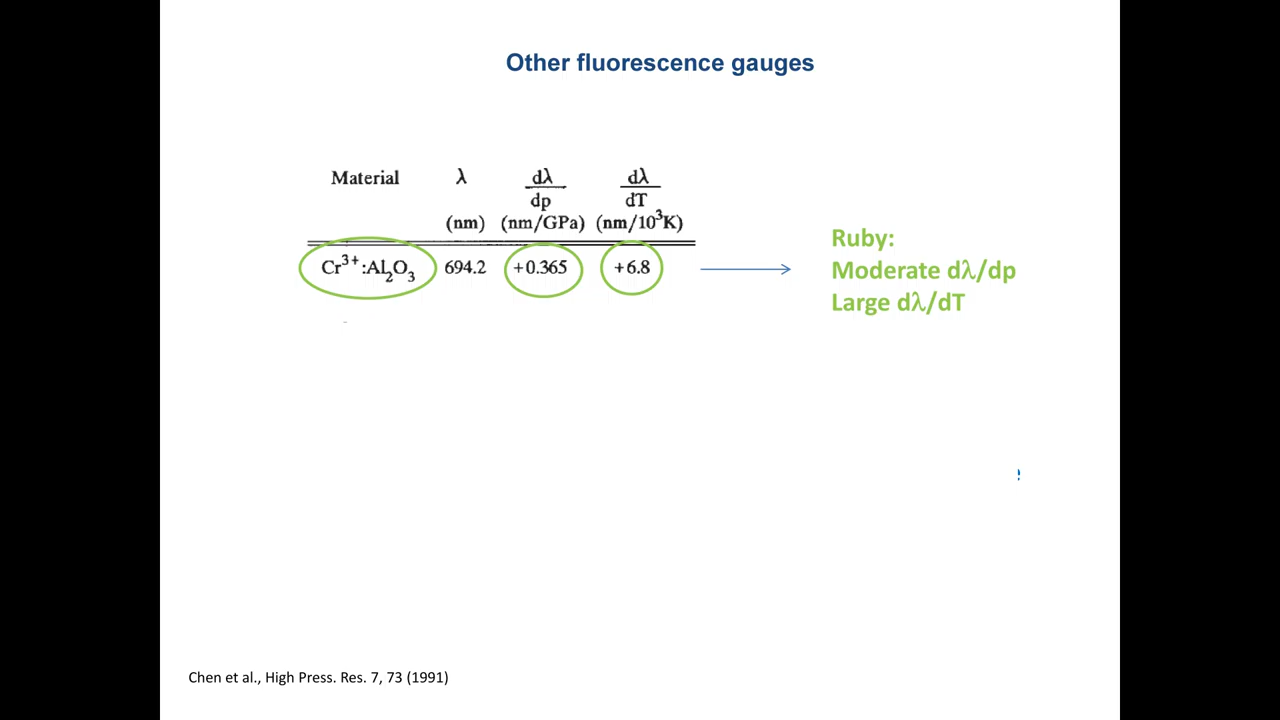 Other fluorescence gauges
Material λ dλ/dp dλ/dT
(nm) (nm/GPa) (nm/10³K)
Cr³⁺:Al₂O₃ 694.2 +0.365 +6.8
Ruby:
Moderate dλ/dp
Large dλ/dT
Chen et al., High Press. Res. 7, 73 (1991)